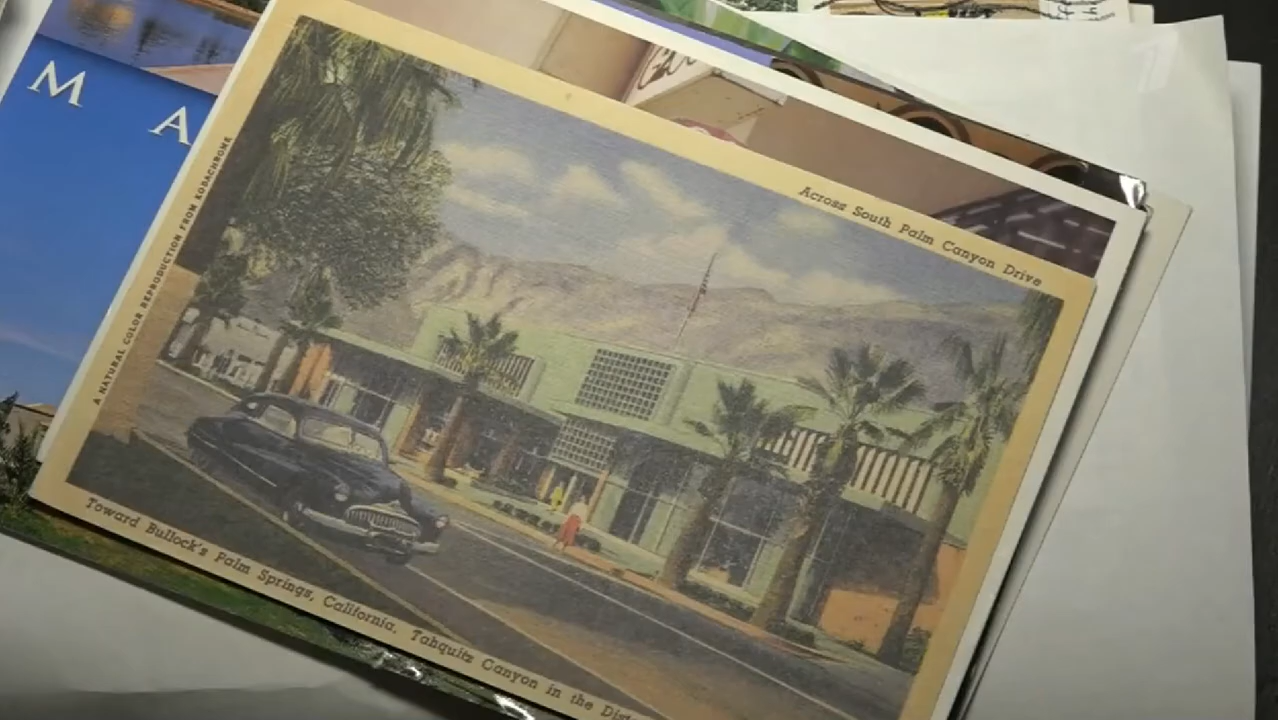 M A
Across South Palm Canyon Drive
A NATURAL COLOR REPRODUCTION FROM KODACHROME
Toward Bullock's Palm Springs, California. Tahquitz Canyon in the